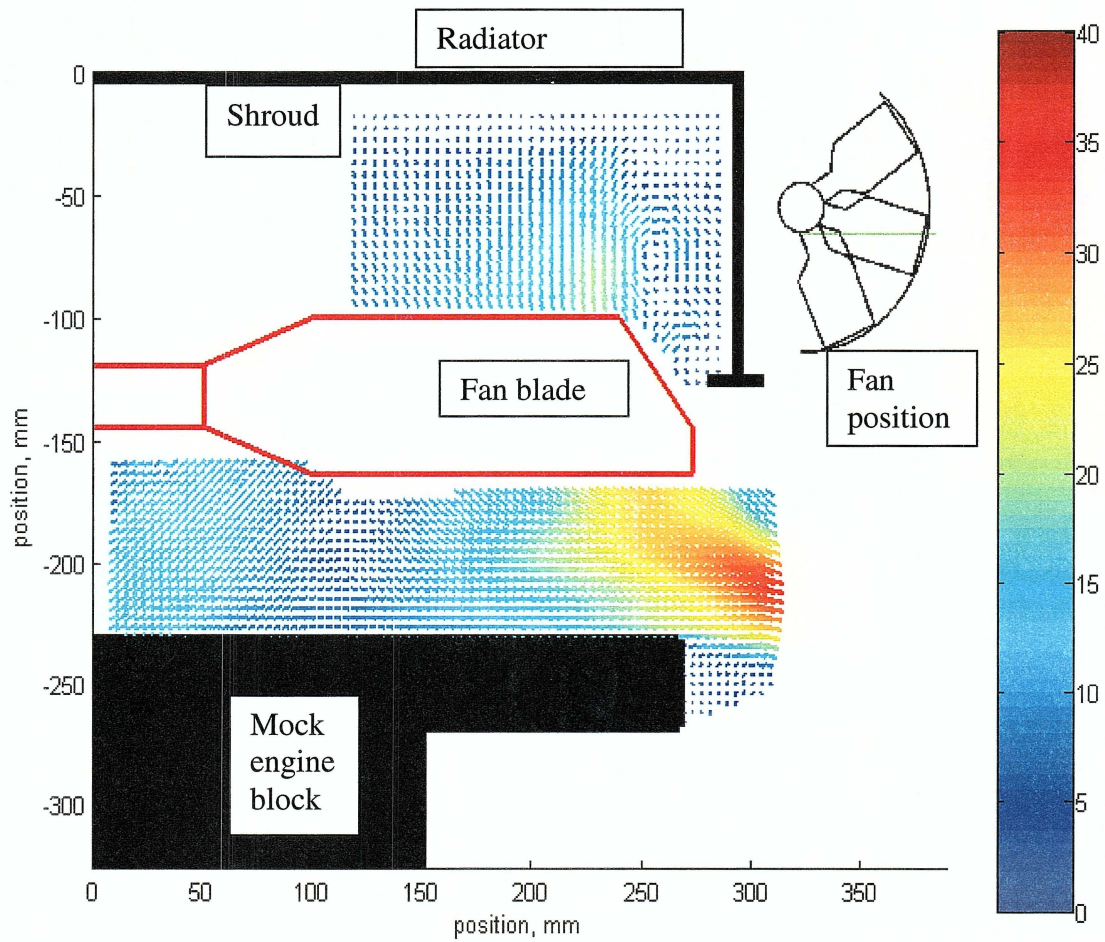 Radiator
40
0
Shroud
35
-50
30
-100
Fan blade
Fan
position
25
-150
20
position, mm
-200
15
-250
10
Mock
engine
block
-300
5
0
50
100
150
200
250
300
350
0
position, mm